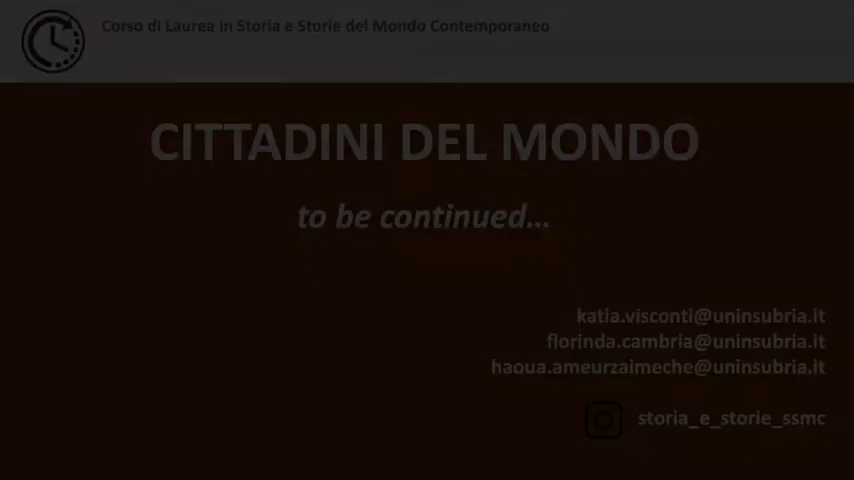 Corso di Laurea in Storia e Storie del Mondo Contemporaneo
CITTADINI DEL MONDO
to be continued...
katia.visconti@uninsubria.it
florinda.cambria@uninsubria.it
haoua.ameurzaimeche@uninsubria.it
storia_e_storie_ssmc